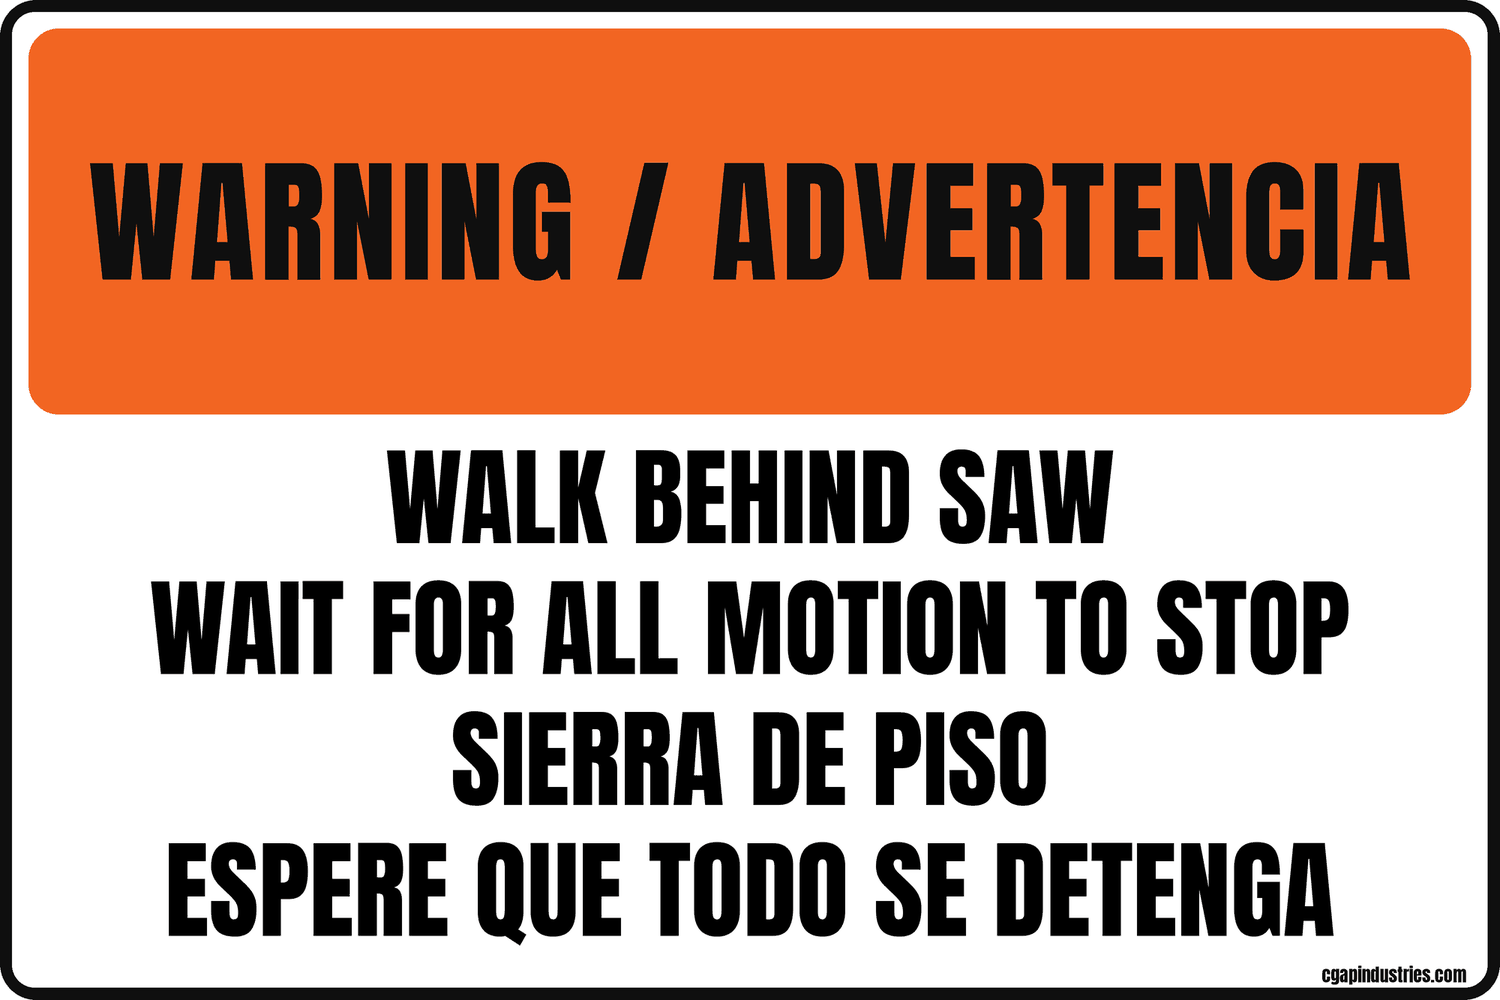 WARNING / ADVERTENCIA
WALK BEHIND SAW
WAIT FOR ALL MOTION TO STOP
SIERRA DE PISO
ESPERE QUE TODO SE DETENGA
cgapindustries.com